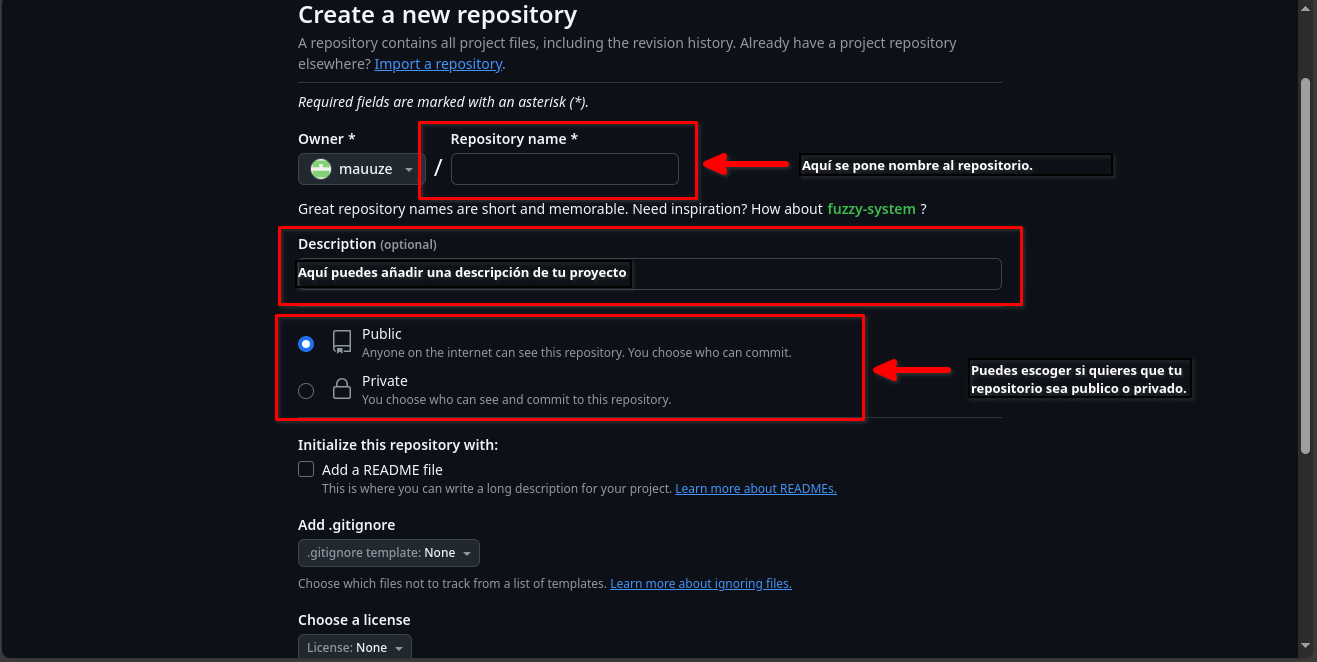 Create a new repository
A repository contains all project files, including the revision history. Already have a project repository
elsewhere? Import a repository.
Required fields are marked with an asterisk (*).
Owner *
Repository name *
mauuze
/
Aquí se pone nombre al repositorio.
Great repository names are short and memorable. Need inspiration? How about fuzzy-system ?
Description (optional)
Aquí puedes añadir una descripción de tu proyecto
Public
Anyone on the internet can see this repository. You choose who can commit.
Private
You choose who can see and commit to this repository.
Puedes escoger si quieres que tu
repositorio sea publico o privado.
Initialize this repository with:
Add a README file
This is where you can write a long description for your project. Learn more about READMEs.
Add .gitignore
.gitignore template: None
Choose which files not to track from a list of templates. Learn more about ignoring files.
Choose a license
License: None